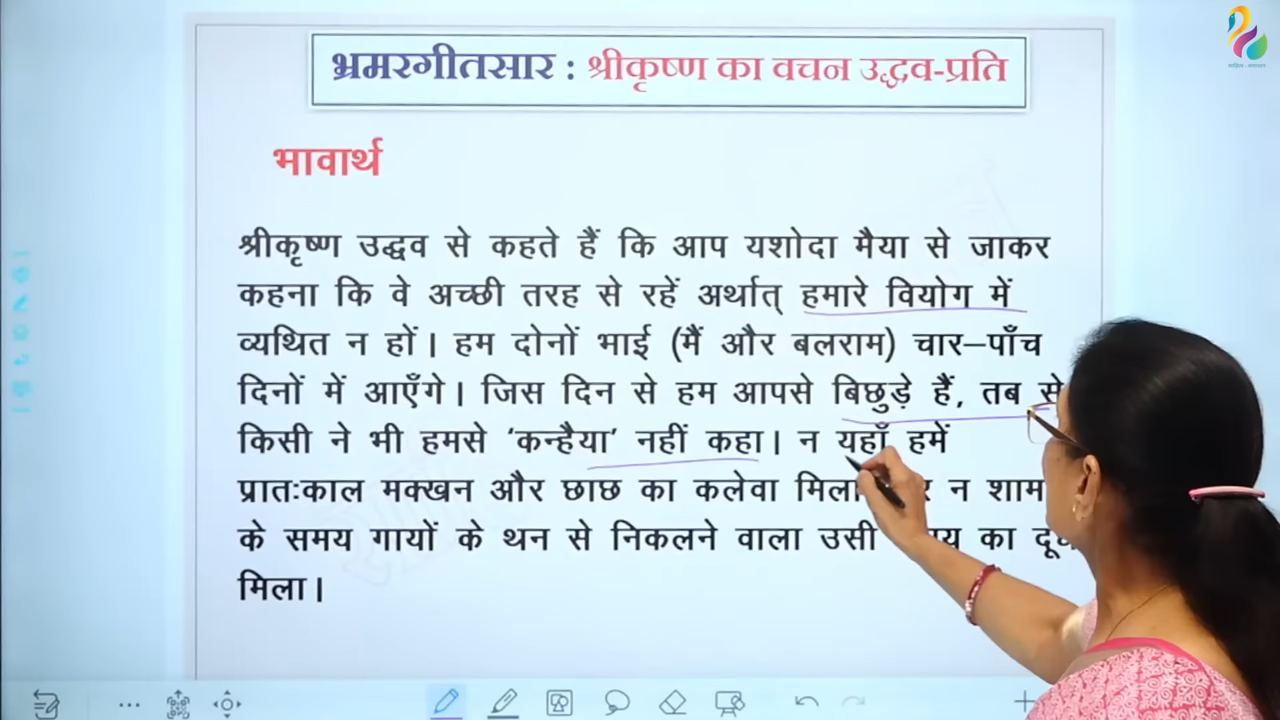 भ्रमरगीतसार : श्रीकृष्ण का वचन उद्धव-प्रति
भावार्थ
श्रीकृष्ण उद्धव से कहते हैं कि आप यशोदा मैया से जाकर
कहना कि वे अच्छी तरह से रहें अर्थात् हमारे वियोग में
व्यथित न हों। हम दोनों भाई (मैं और बलराम) चार–पाँच
दिनों में आएँगे। जिस दिन से हम आपसे बिछुड़े हैं, तब से
किसी ने भी हमसे ‘कन्हैया’ नहीं कहा। न यहाँ हमें
प्रातःकाल मक्खन और छाछ का कलेवा मिला न शाम
के समय गायों के थन से निकलने वाला उसी का
मिला।